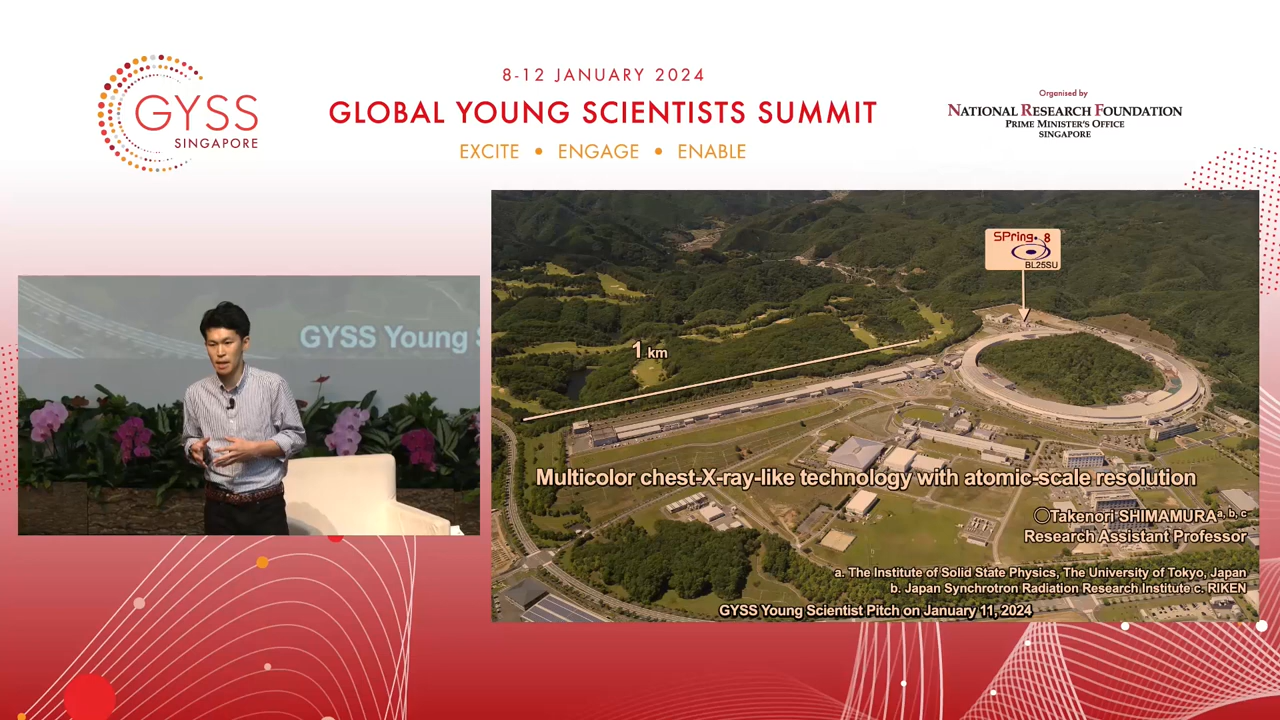 GYSS
SINGAPORE
8-12 JANUARY 2024
GLOBAL YOUNG SCIENTISTS SUMMIT
EXCITE • ENGAGE • ENABLE
Organised by
NATIONAL RESEARCH FOUNDATION
PRIME MINISTER'S OFFICE
SINGAPORE
GYSS Young S
SPring-8
BL25SU
1 km
Multicolor chest-X-ray-like technology with atomic-scale resolution
○Takenori SHIMAMURAa, b, c
Research Assistant Professor
a. The Institute of Solid State Physics, The University of Tokyo, Japan
b. Japan Synchrotron Radiation Research Institute c. RIKEN
GYSS Young Scientist Pitch on January 11, 2024